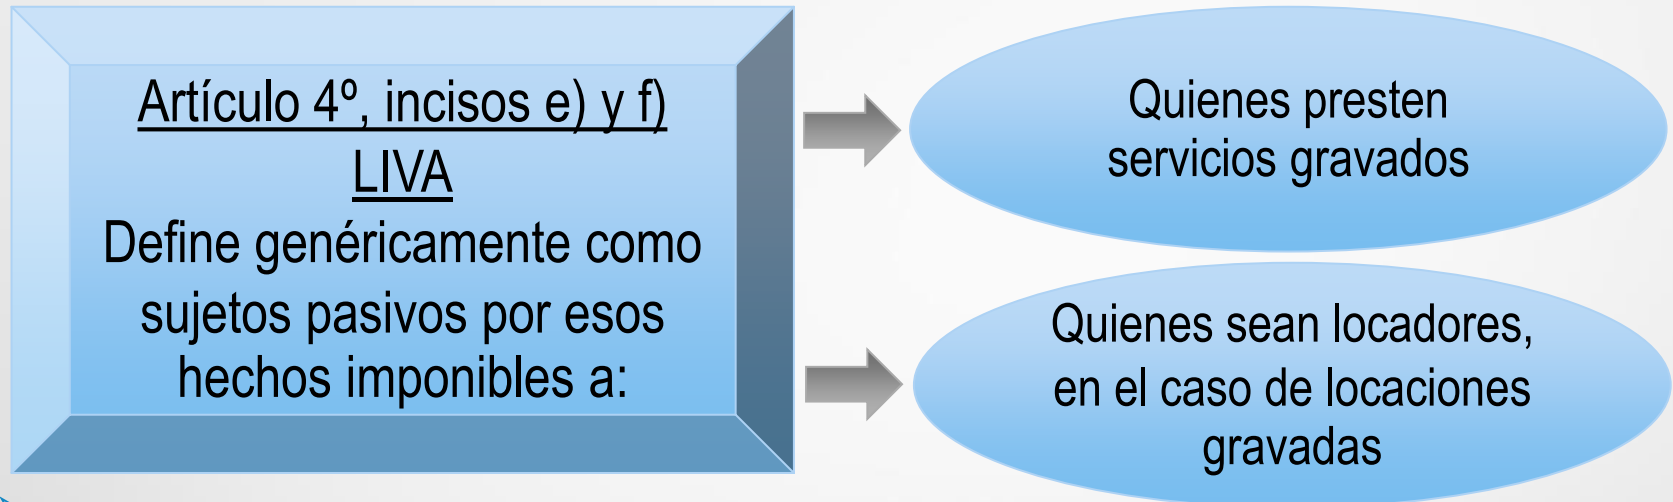 Artículo 4º, incisos e) y f)
LIVA
Define genéricamente como
sujetos pasivos por esos
hechos imponibles a:
Quienes presten
servicios gravados
Quienes sean locadores,
en el caso de locaciones
gravadas